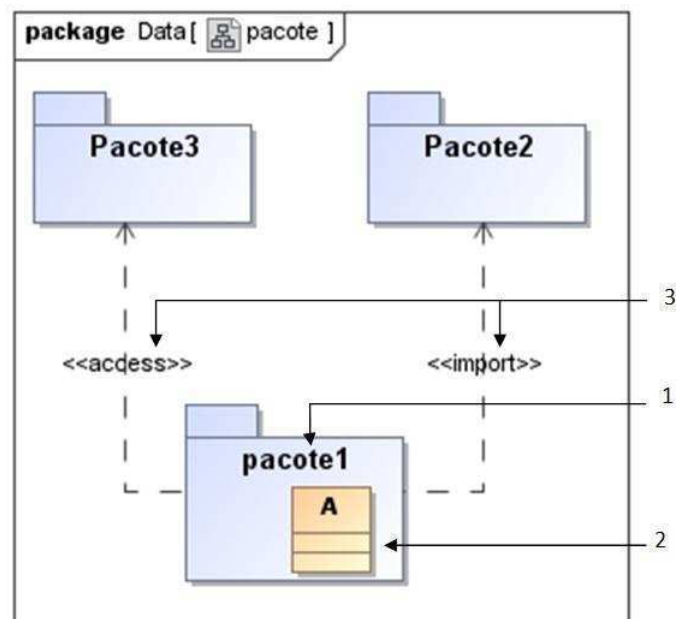 package Data [ pacote ]
Pacote3
Pacote2
3
<<access>>
<<import>>
1
pacote1
A
2